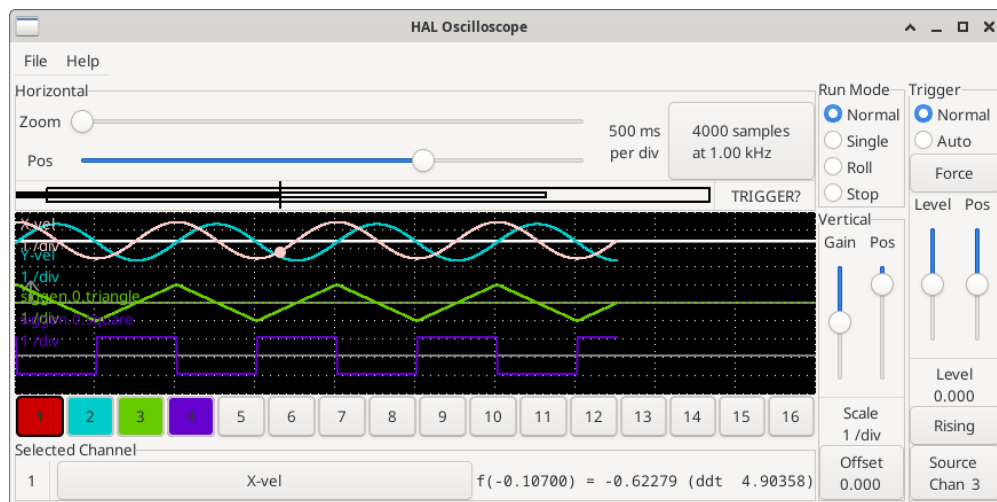 HAL Oscilloscope
File Help
Horizontal
Zoom
Pos
500 ms
per div
4000 samples
at 1.00 kHz
TRIGGER?
Run Mode
Normal
Single
Roll
Stop
Trigger
Normal
Auto
Force
Level Pos
Vertical
Gain Pos
X-vel
1 /div
Y-vel
1 /div
siggen.0.triangle
1 /div
siggen.0.square
1 /div
1 2 3 4 5 6 7 8 9 10 11 12 13 14 15 16
Scale
1 /div
Offset
0.000
Level
0.000
Rising
Source
Chan 3
Selected Channel
1 X-vel f(-0.10700) = -0.62279 (ddt 4.90358)